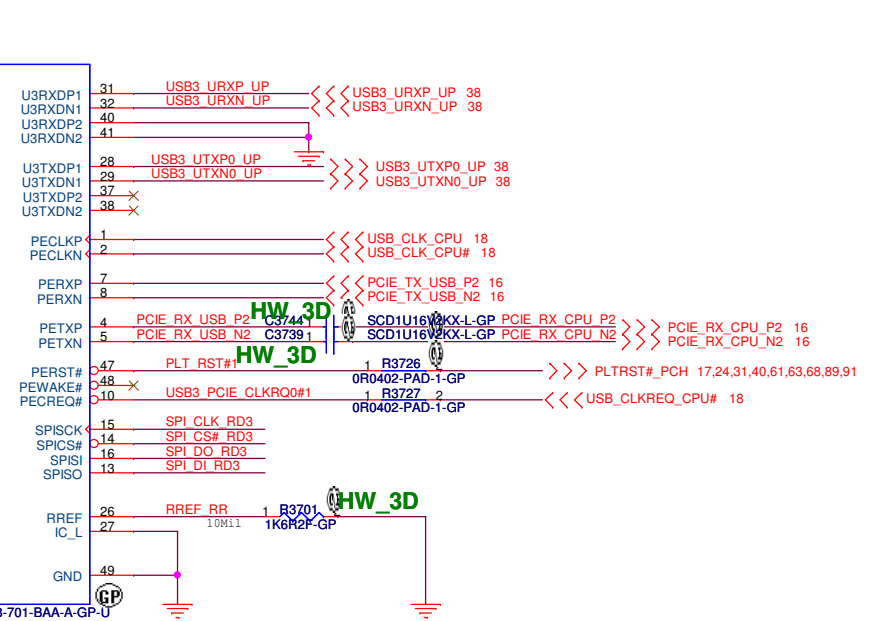 U3RXDP1 31 USB3_URXP_UP USB3_URXP_UP 38
U3RXDN1 32 USB3_URXN_UP USB3_URXN_UP 38
U3RXDP2 40
U3RXDN2 41
U3TXDP1 28 USB3_UTXP0_UP USB3_UTXP0_UP 38
U3TXDN1 29 USB3_UTXN0_UP USB3_UTXN0_UP 38
U3TXDP2 37
U3TXDN2 38
PECLKP 1 USB_CLK_CPU 18
PECLKN 2 USB_CLK_CPU# 18
PERXP 7 PCIE_TX_USB_P2 16
PERXN 8 PCIE_TX_USB_N2 16
HW_3D
PETXP 4 PCIE_RX_USB_P2 C3744 1 SCD1U16V2KX-L-GP PCIE_RX_CPU_P2 PCIE_RX_CPU_P2 16
PETXN 5 PCIE_RX_USB_N2 C3739 1 SCD1U16V2KX-L-GP PCIE_RX_CPU_N2 PCIE_RX_CPU_N2 16
HW_3D
PERST# 47 PLT_RST#1 1 R3726 PLTRST#_PCH 17,24,31,40,61,63,68,89,91
0R0402-PAD-1-GP
PEWAKE# 48
PECREQ# 10 USB3_PCIE_CLKRQ0#1 1 R3727 2 USB_CLKREQ_CPU# 18
0R0402-PAD-1-GP
SPISCK 15 SPI_CLK_RD3
SPICS# 14 SPI_CS#_RD3
SPISI 16 SPI_DO_RD3
SPISO 13 SPI_DI_RD3
HW_3D
RREF 26 RREF_RR 1 R3701
10Mil 1K6R2F-GP
IC_L 27
GND 49
GP
-701-BAA-A-GP-U